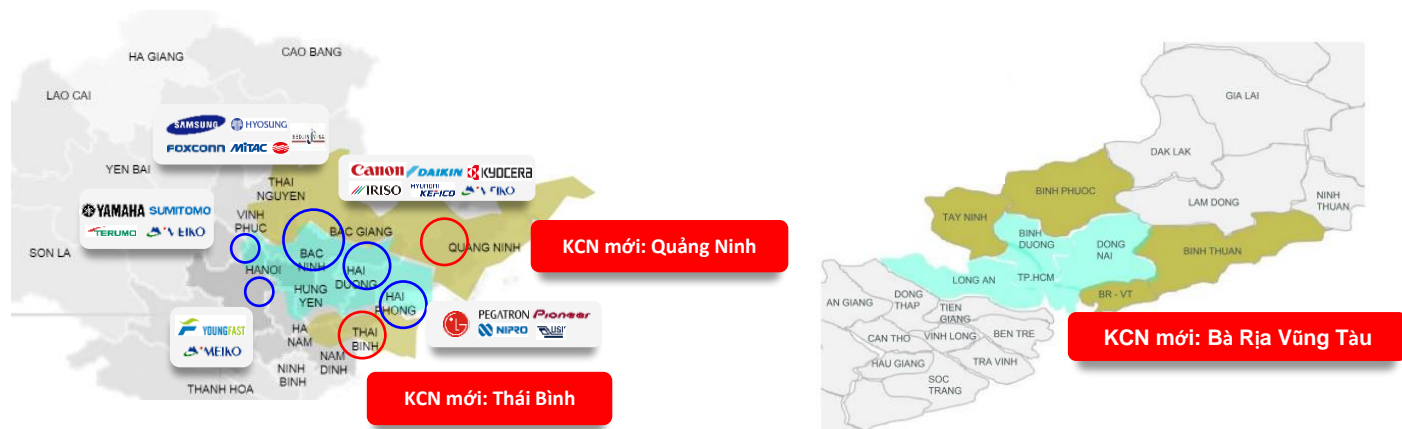 HA GIANG
CAO BANG
LAO CAI
SAMSUNG HYOSUNG
FOXCONN MiTAC
YEN BAI
THAI
NGUYEN
Canon DAIKIN KYOCERA
IRISO HYUNDAI KEFICO MEIKO
YAMAHA SUMITOMO
TERUMO MEIKO
VINH
PHUC
BAC GIANG
QUANG NINH
KCN mới: Quảng Ninh
SON LA
HANOI
BAC
NINH
HAI
DUONG
HUNG
YEN
HAI
PHONG
YOUNGFAST
MEIKO
LG PEGATRON Pioneer
NIPRO USI
HA
NAM
THAI
BINH
NAM
DINH
NINH
BINH
THANH HOA
KCN mới: Thái Bình
GIA LAI
DAK LAK
BINH PHUOC
NINH
THUAN
LAM DONG
TAY NINH
BINH
DUONG
DONG
NAI
BINH THUAN
LONG AN
TP.HCM
BR - VT
AN GIANG
DONG
THAP
TIEN
GIANG
BEN TRE
CAN THO
VINH LONG
HAU GIANG
TRA VINH
SOC
TRANG
KCN mới: Bà Rịa Vũng Tàu